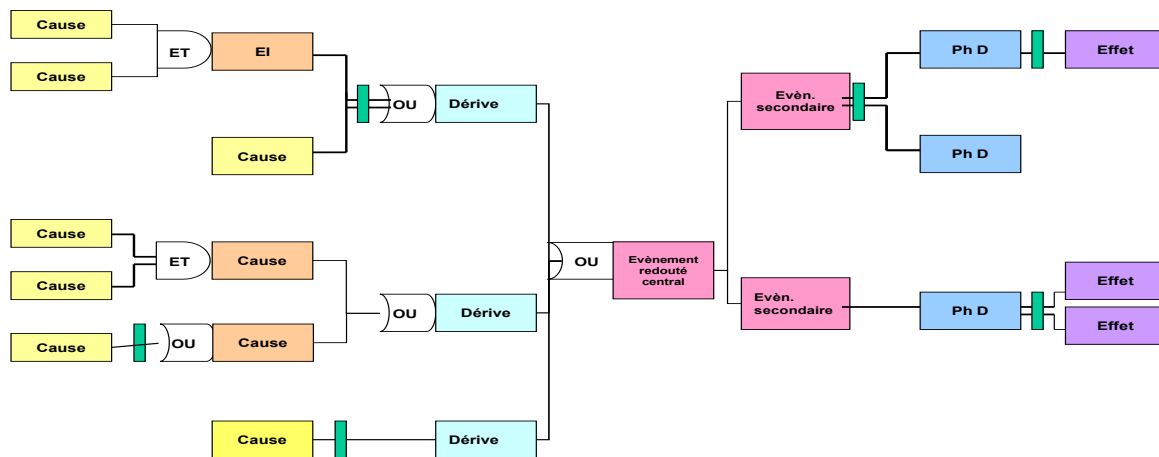 Cause
ET
EI
Cause
Cause
OU
Dérive
Cause
ET
Cause
Cause
Cause
OU
Cause
OU
Dérive
Cause
Dérive
OU
Evènement
redouté
central
Evèn.
secondaire
Ph D
Effet
Ph D
Evèn.
secondaire
Ph D
Effet
Effet